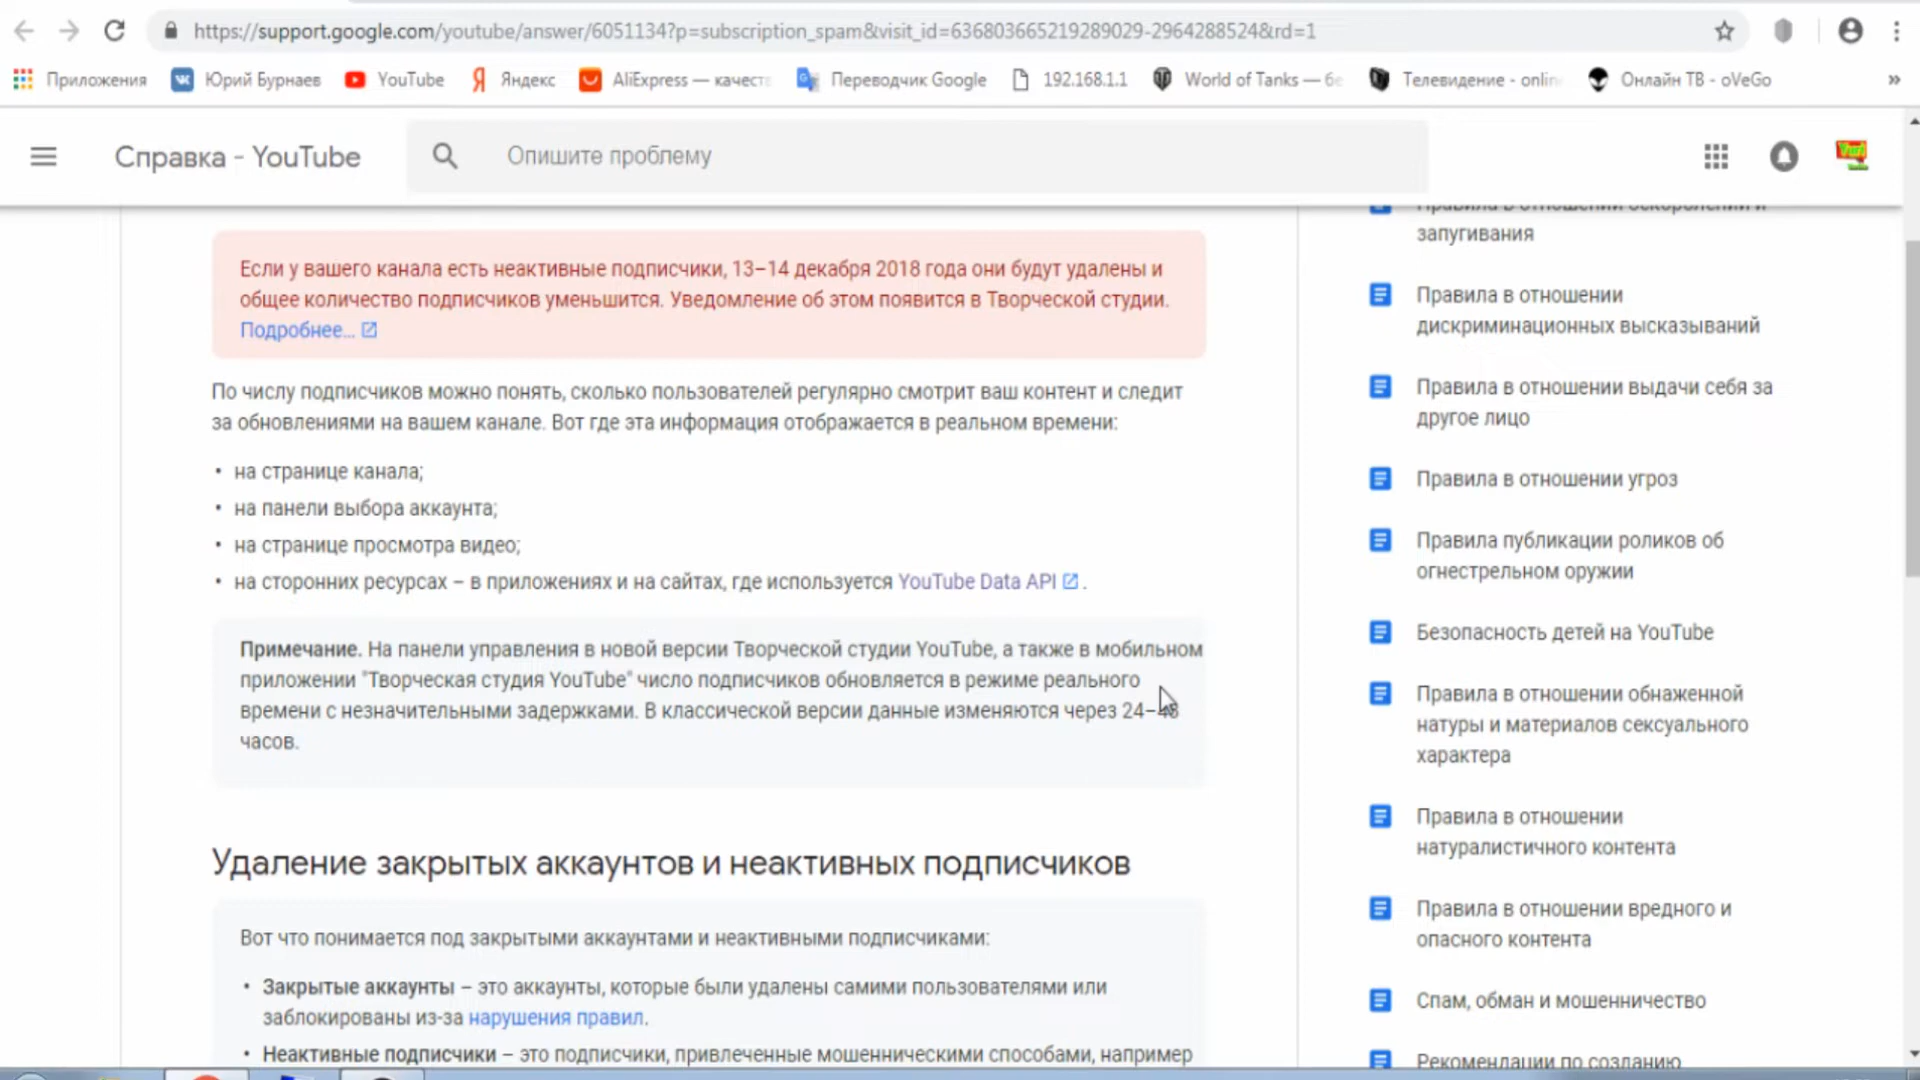 https://support.google.com/youtube/answer/6051134?p=subscription_spam&visit_id=636803665219289029-2964288524&rd=1
Приложения Юрий Бурнаев YouTube Яндекс AliExpress — качест Переводчик Google 192.168.1.1 World of Tanks — бе Телевидение - onlin Онлайн ТВ - oVeGo »
Справка - YouTube
Опишите проблему
Если у вашего канала есть неактивные подписчики, 13–14 декабря 2018 года они будут удалены и
общее количество подписчиков уменьшится. Уведомление об этом появится в Творческой студии.
Подробнее...
По числу подписчиков можно понять, сколько пользователей регулярно смотрит ваш контент и следит
за обновлениями на вашем канале. Вот где эта информация отображается в реальном времени:
• на странице канала;
• на панели выбора аккаунта;
• на странице просмотра видео;
• на сторонних ресурсах – в приложениях и на сайтах, где используется YouTube Data API .
Примечание. На панели управления в новой версии Творческой студии YouTube, а также в мобильном
приложении "Творческая студия YouTube" число подписчиков обновляется в режиме реального
времени с незначительными задержками. В классической версии данные изменяются через 24–48
часов.
Удаление закрытых аккаунтов и неактивных подписчиков
Вот что понимается под закрытыми аккаунтами и неактивными подписчиками:
• Закрытые аккаунты – это аккаунты, которые были удалены самими пользователями или
заблокированы из-за нарушения правил.
• Неактивные подписчики – это подписчики, привлеченные мошенническими способами, например
Правила в отношении оскорблений и
запугивания
Правила в отношении
дискриминационных высказываний
Правила в отношении выдачи себя за
другое лицо
Правила в отношении угроз
Правила публикации роликов об
огнестрельном оружии
Безопасность детей на YouTube
Правила в отношении обнаженной
натуры и материалов сексуального
характера
Правила в отношении
натуралистичного контента
Правила в отношении вредного и
опасного контента
Спам, обман и мошенничество
Рекомендации по созданию